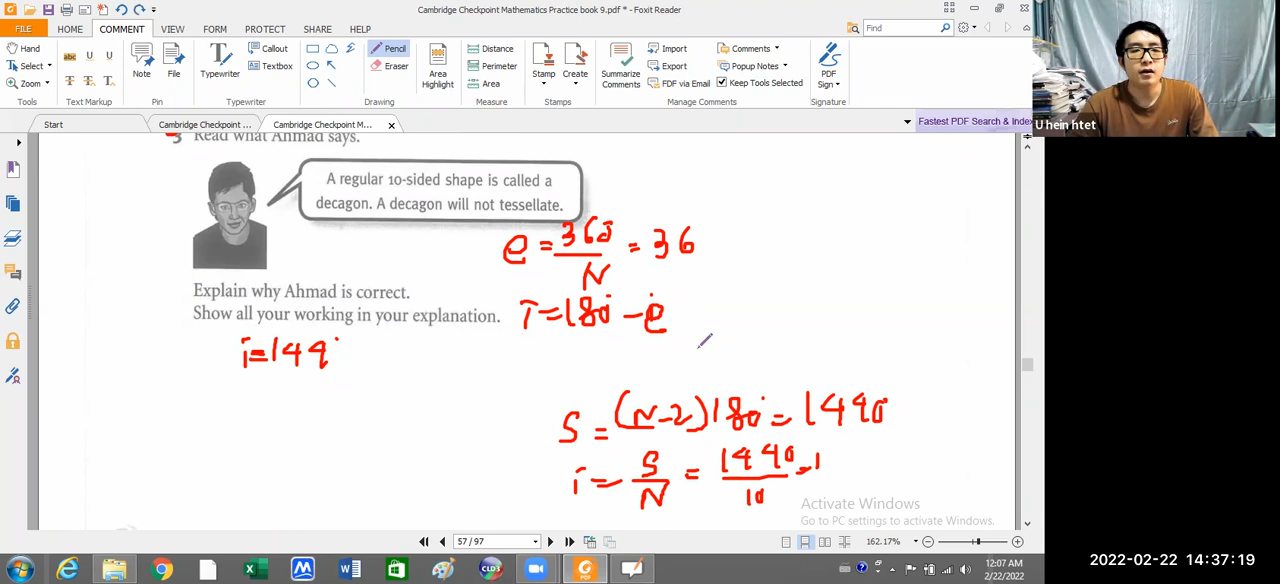 Cambridge Checkpoint Mathematics Practice book 9.pdf * - Foxit Reader
FILE HOME COMMENT VIEW FORM PROTECT SHARE HELP Find
Hand Select Zoom Tools
Text Markup
Note File Pin
Typewriter Callout Textbox Typewriter
Pencil Eraser Drawing
Area Highlight
Distance Perimeter Area Measure
Stamp Create Stamps
Summarize Comments Import Export PDF via Email Comments Popup Notes Keep Tools Selected Manage Comments
PDF Sign Signature
Start Cambridge Checkpoint ... Cambridge Checkpoint M...
Fastest PDF Search & Index
U hein htet
3 Read what Ahmad says.
A regular 10-sided shape is called a
decagon. A decagon will not tessellate.
e = 360° / N = 36
Explain why Ahmad is correct.
Show all your working in your explanation.
i = 180° - e
i = 144°
S = (N-2)180° = 1440
i = S / N = 1440 / 10 = 1
Activate Windows
Go to PC settings to activate Windows.
57 / 97
162.17%
12:07 AM
2/22/2022
2022-02-22 14:37:19